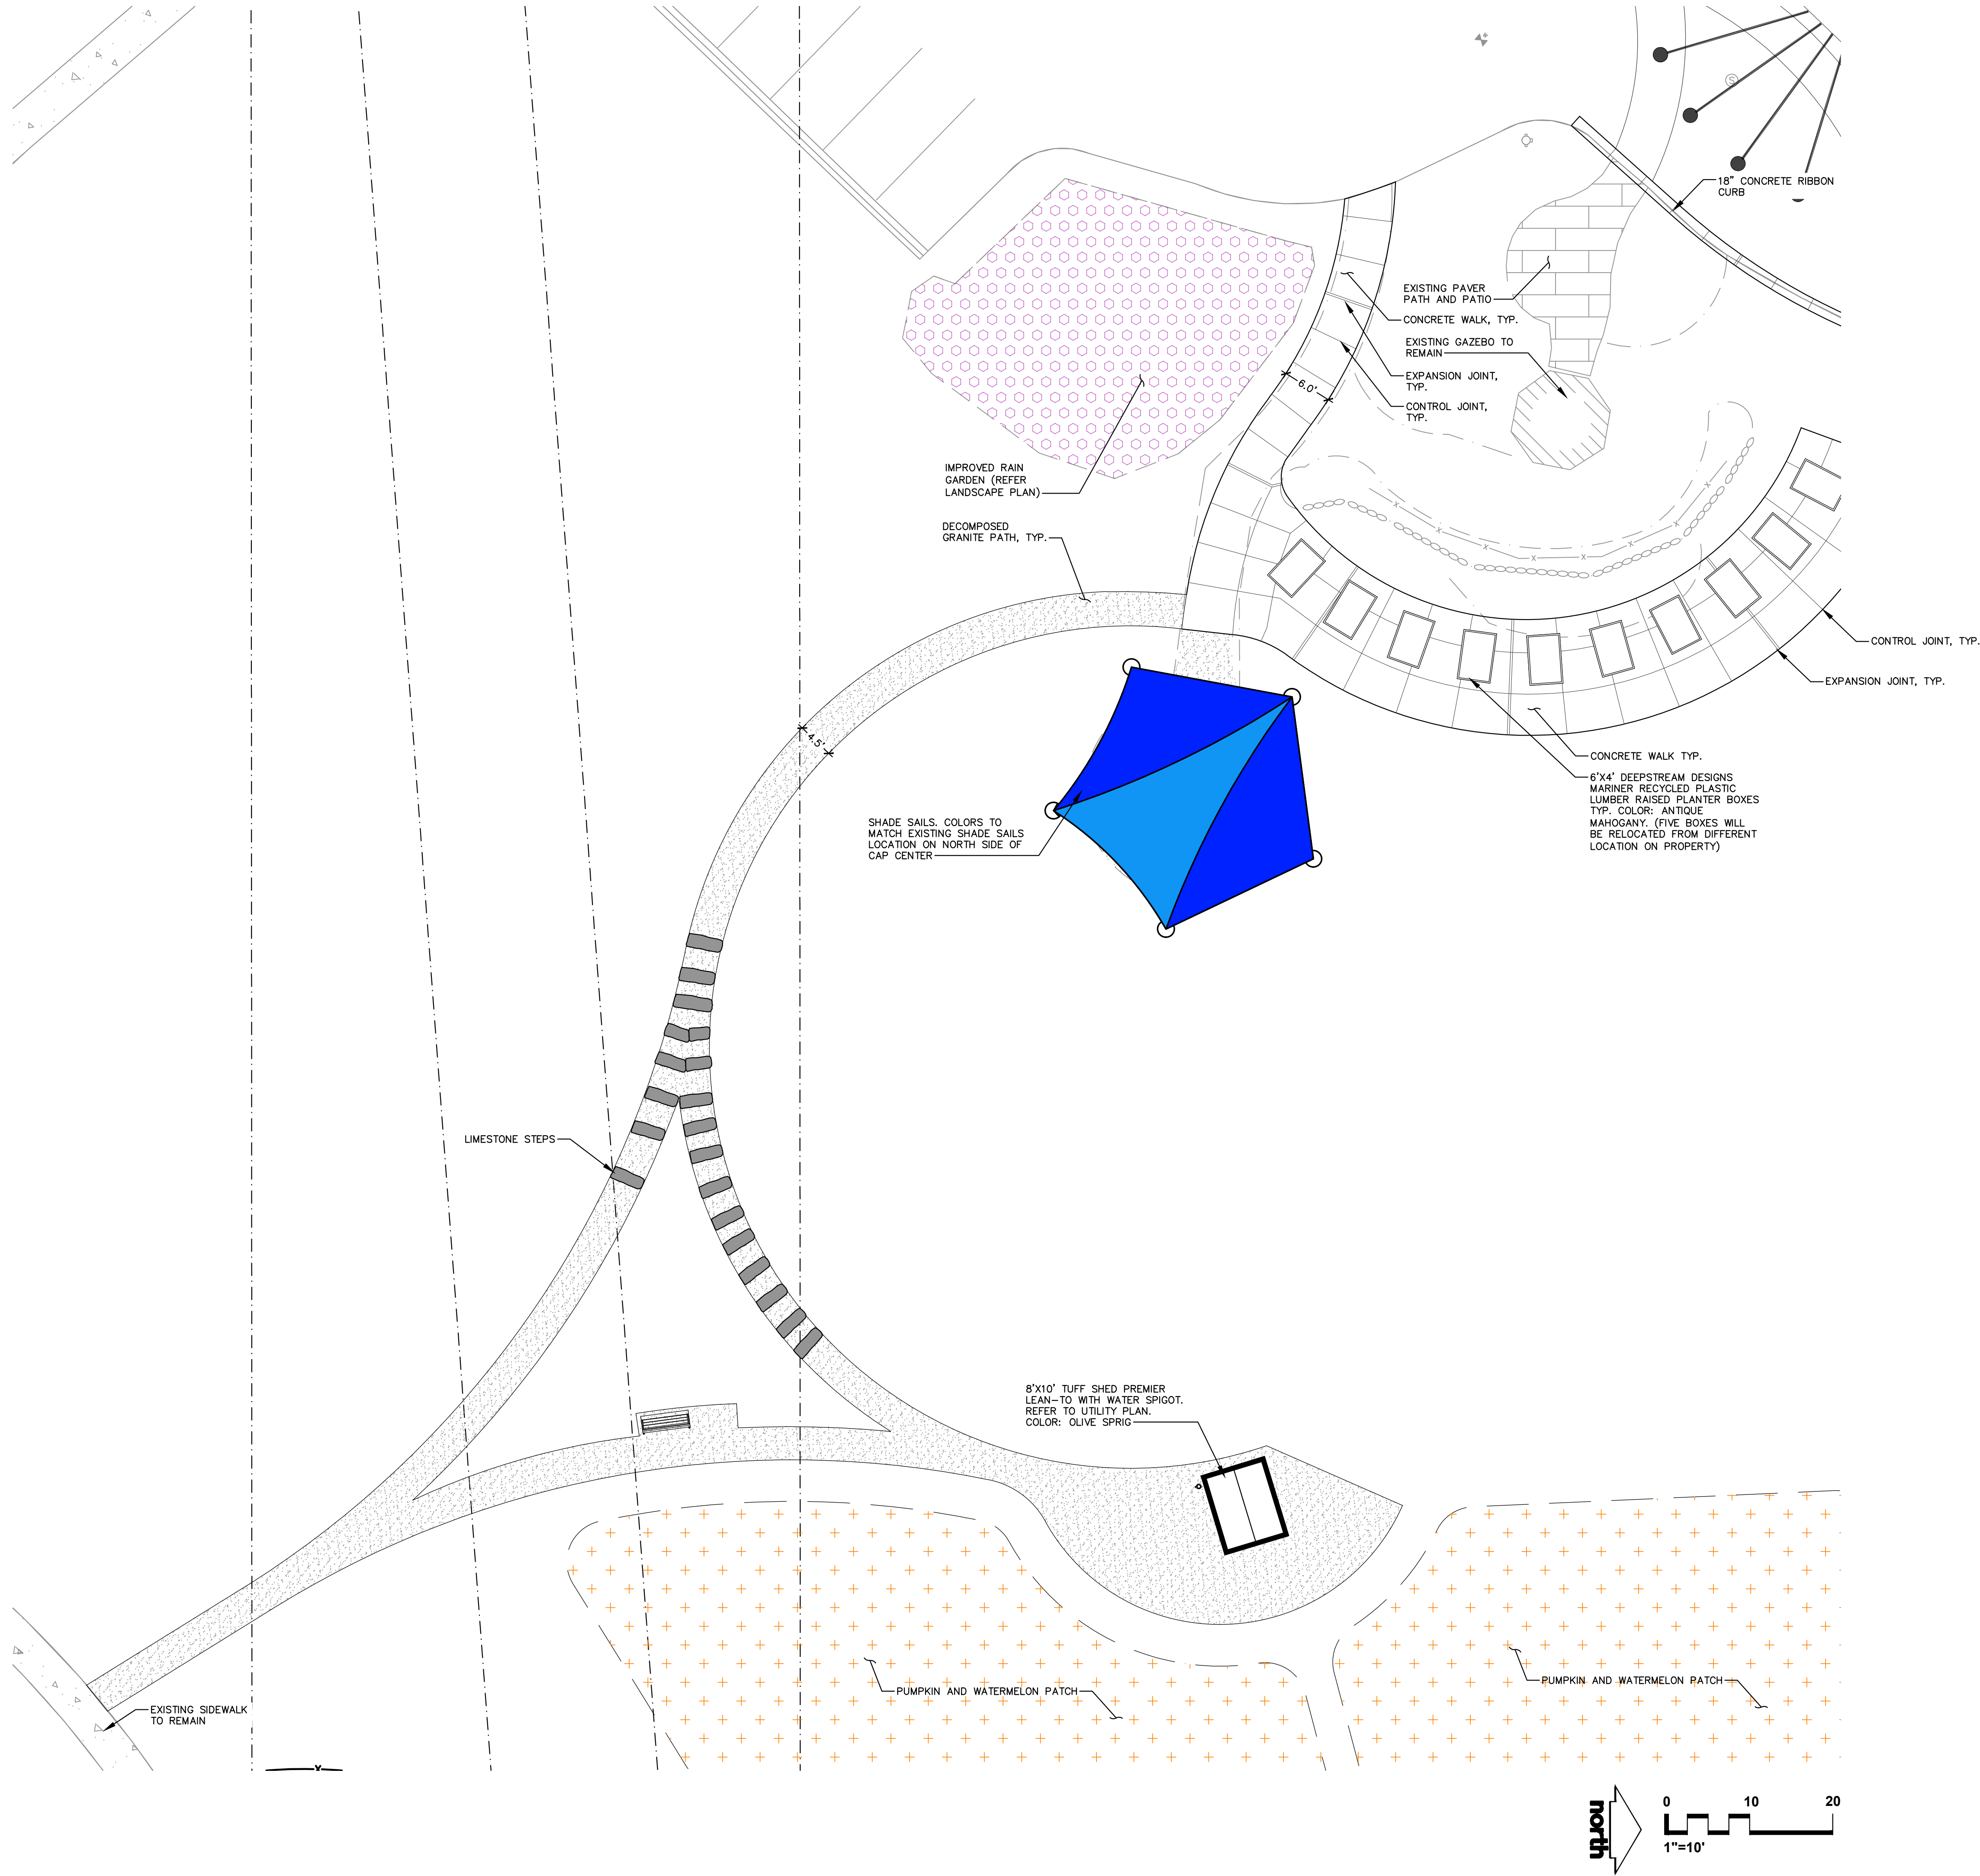 18" CONCRETE RIBBON
CURB
EXISTING PAVER
PATH AND PATIO
CONCRETE WALK, TYP.
EXISTING GAZEBO TO
REMAIN
EXPANSION JOINT,
TYP.
CONTROL JOINT,
TYP.
6.0'
IMPROVED RAIN
GARDEN (REFER
LANDSCAPE PLAN)
DECOMPOSED
GRANITE PATH, TYP.
CONTROL JOINT, TYP.
EXPANSION JOINT, TYP.
4.5'
CONCRETE WALK TYP.
6'X4' DEEPSTREAM DESIGNS
MARINER RECYCLED PLASTIC
LUMBER RAISED PLANTER BOXES
TYP. COLOR: ANTIQUE
MAHOGANY. (FIVE BOXES WILL
BE RELOCATED FROM DIFFERENT
LOCATION ON PROPERTY)
SHADE SAILS. COLORS TO
MATCH EXISTING SHADE SAILS
LOCATION ON NORTH SIDE OF
CAP CENTER
LIMESTONE STEPS
8'X10' TUFF SHED PREMIER
LEAN-TO WITH WATER SPIGOT.
REFER TO UTILITY PLAN.
COLOR: OLIVE SPRIG
PUMPKIN AND WATERMELON PATCH
PUMPKIN AND WATERMELON PATCH
EXISTING SIDEWALK
TO REMAIN
north
0 10 20
1"=10'
S
X
X
X
X
X
X
X